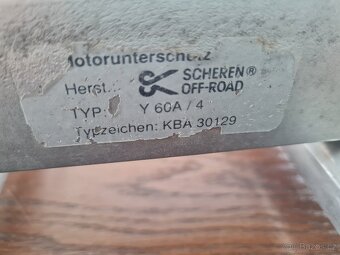 Motorunterschutz
Herst.: SCHEREN®
OFF-ROAD
TYP: Y 60A / 4
Typzeichen: KBA 30129